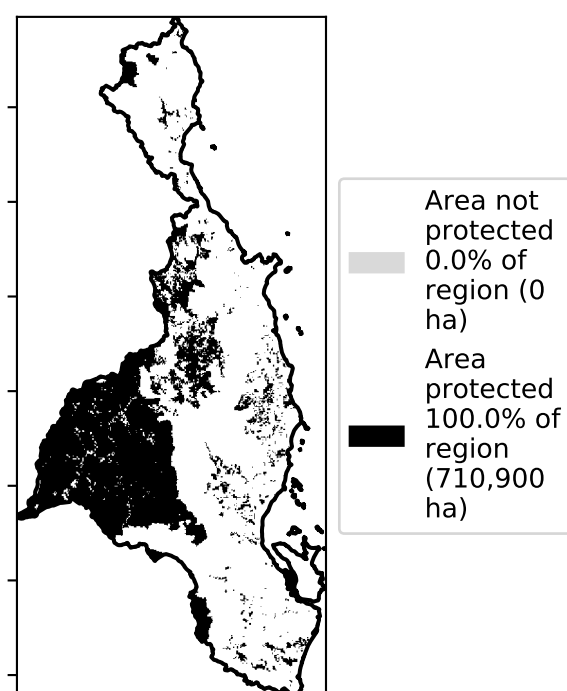 Area not
protected
0.0% of
region (0
ha)
Area
protected
100.0% of
region
(710,900
ha)